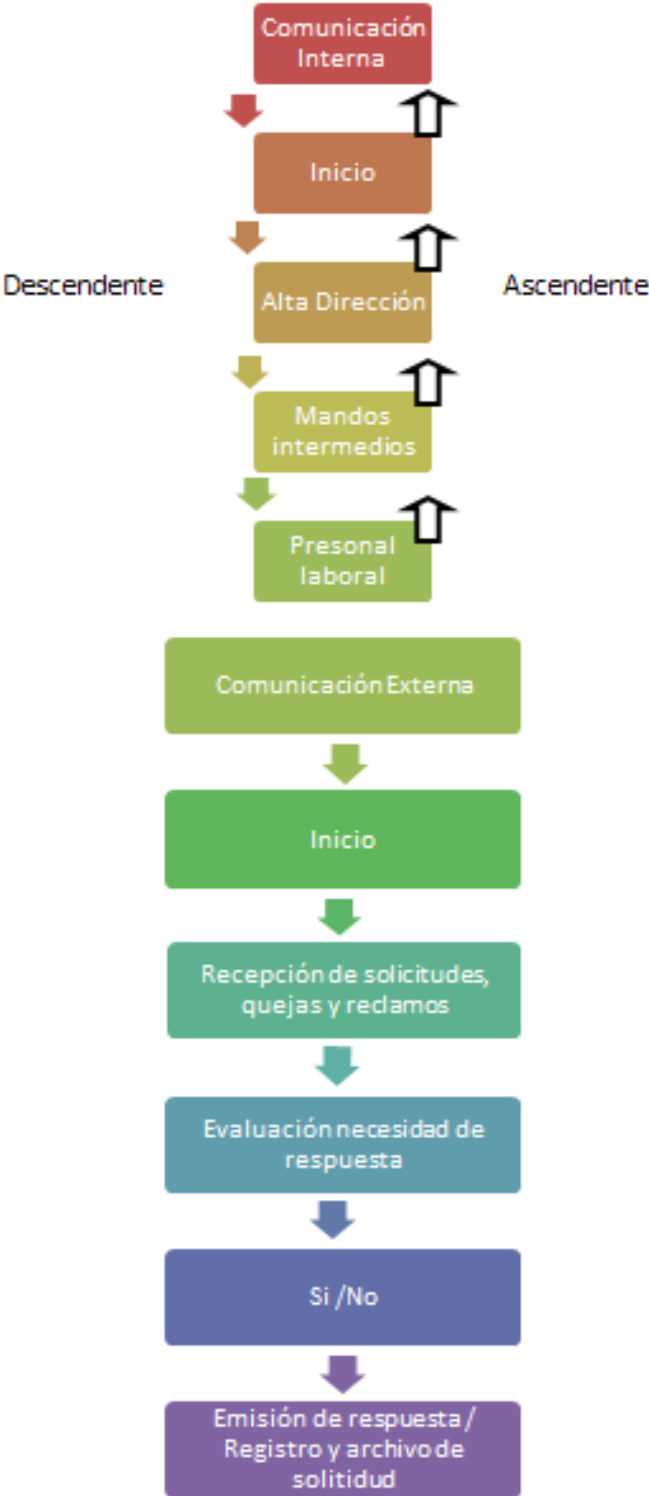 Comunicación
Interna
Inicio
Descendente
Ascendente
Alta Dirección
Mandos
intermedios
Presonal
laboral
Comunicación Externa
Inicio
Recepción de solicitudes,
quejas y reclamos
Evaluación necesidad de
respuesta
Si /No
Emisión de respuesta /
Registro y archivo de
solitidud